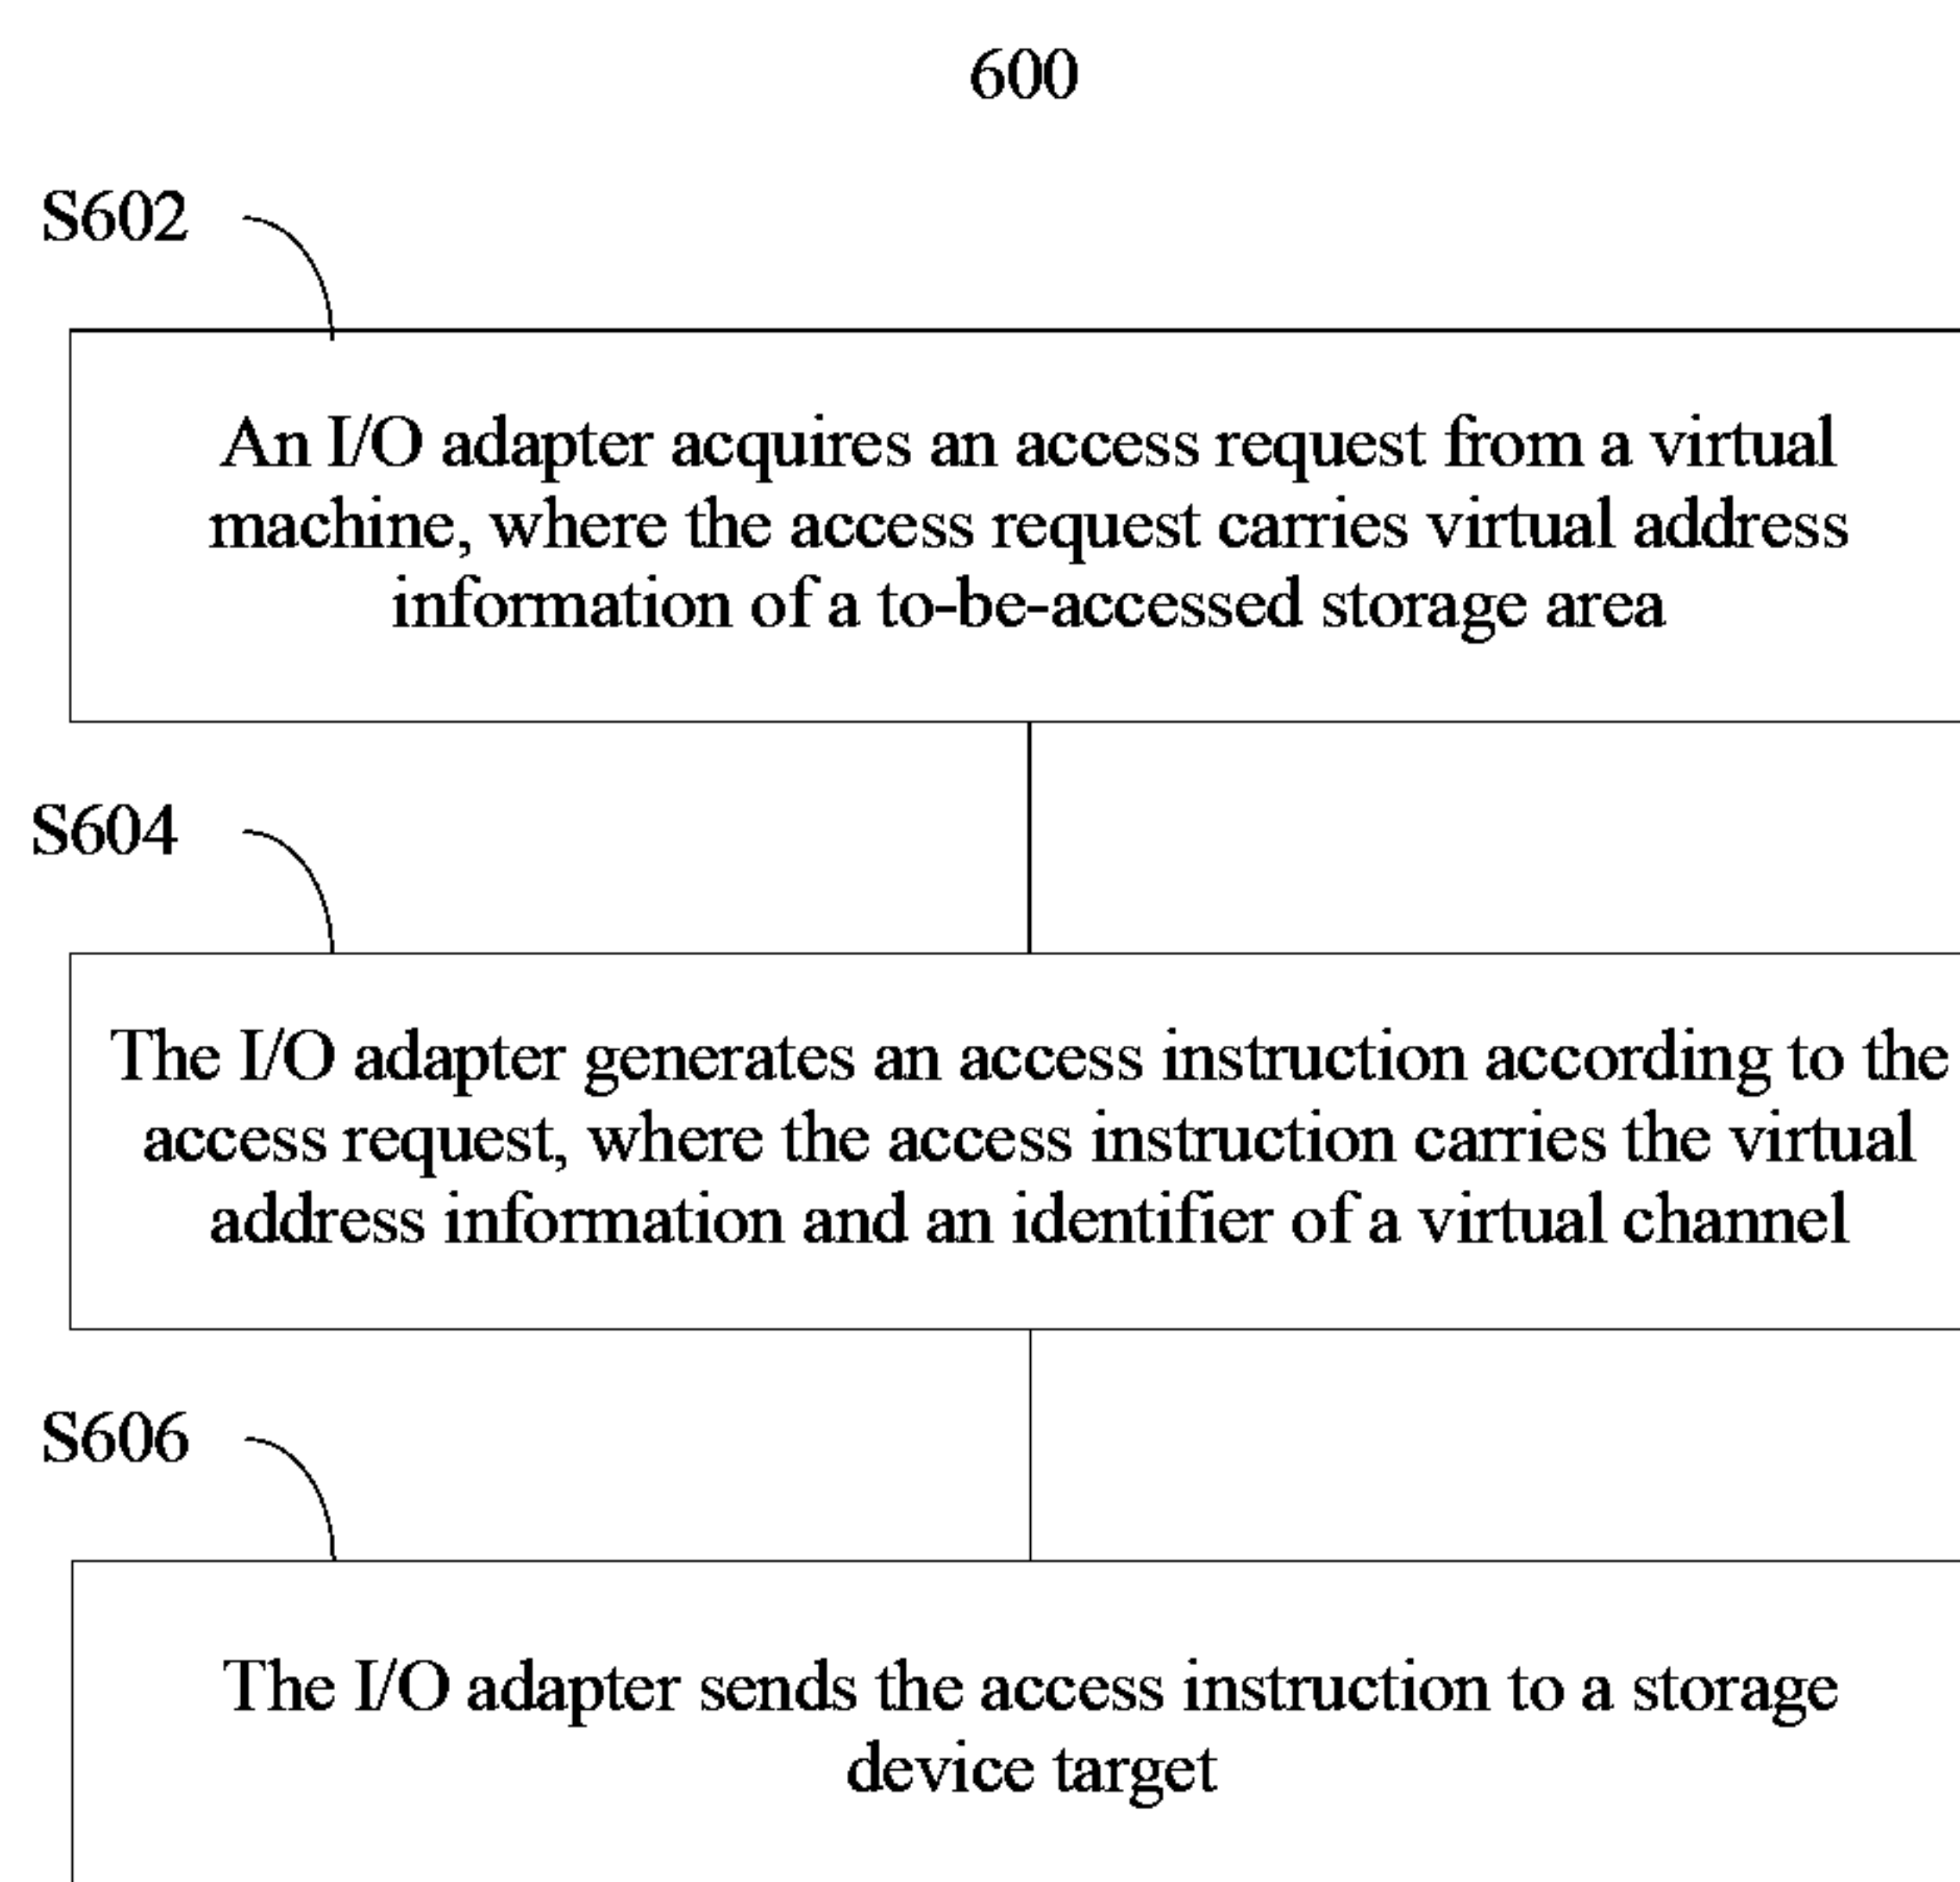 600
S602
An I/O adapter acquires an access request from a virtual
machine, where the access request carries virtual address
information of a to-be-accessed storage area
S604
The I/O adapter generates an access instruction according to the
access request, where the access instruction carries the virtual
address information and an identifier of a virtual channel
S606
The I/O adapter sends the access instruction to a storage
device target